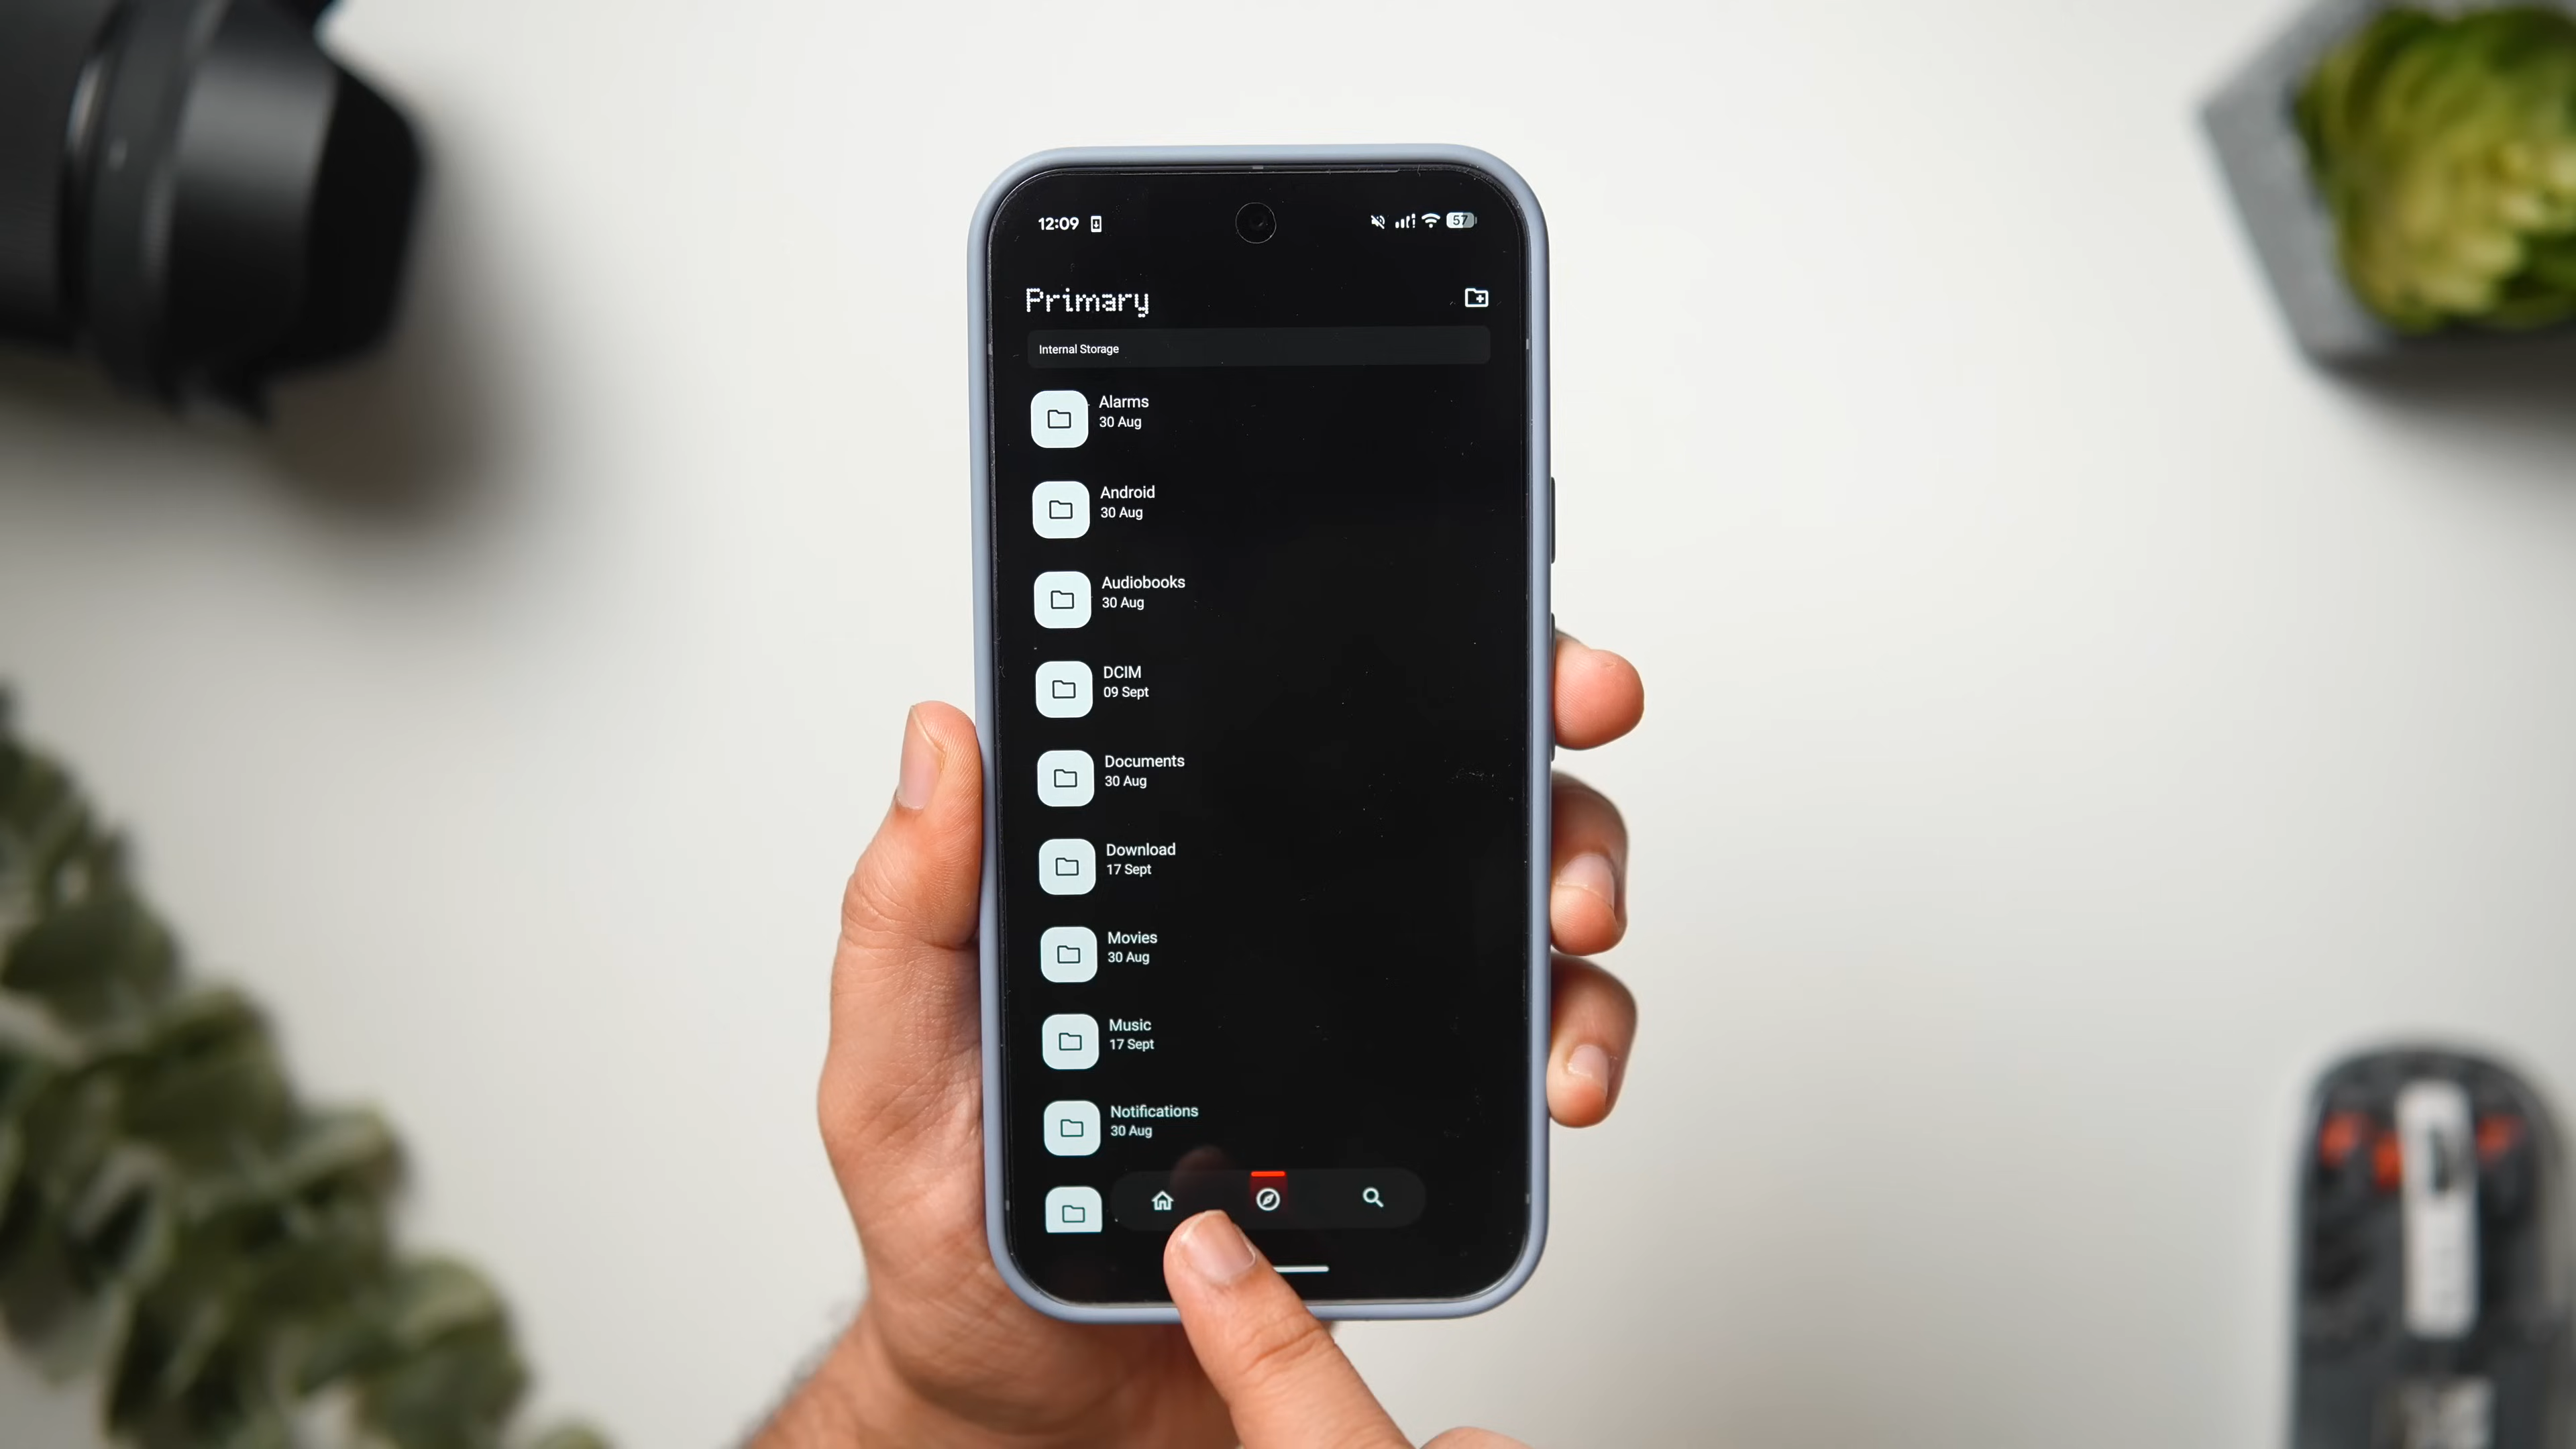 12:09
57
Primary
Internal Storage
Alarms
30 Aug
Android
30 Aug
Audiobooks
30 Aug
DCIM
09 Sept
Documents
30 Aug
Download
17 Sept
Movies
30 Aug
Music
17 Sept
Notifications
30 Aug